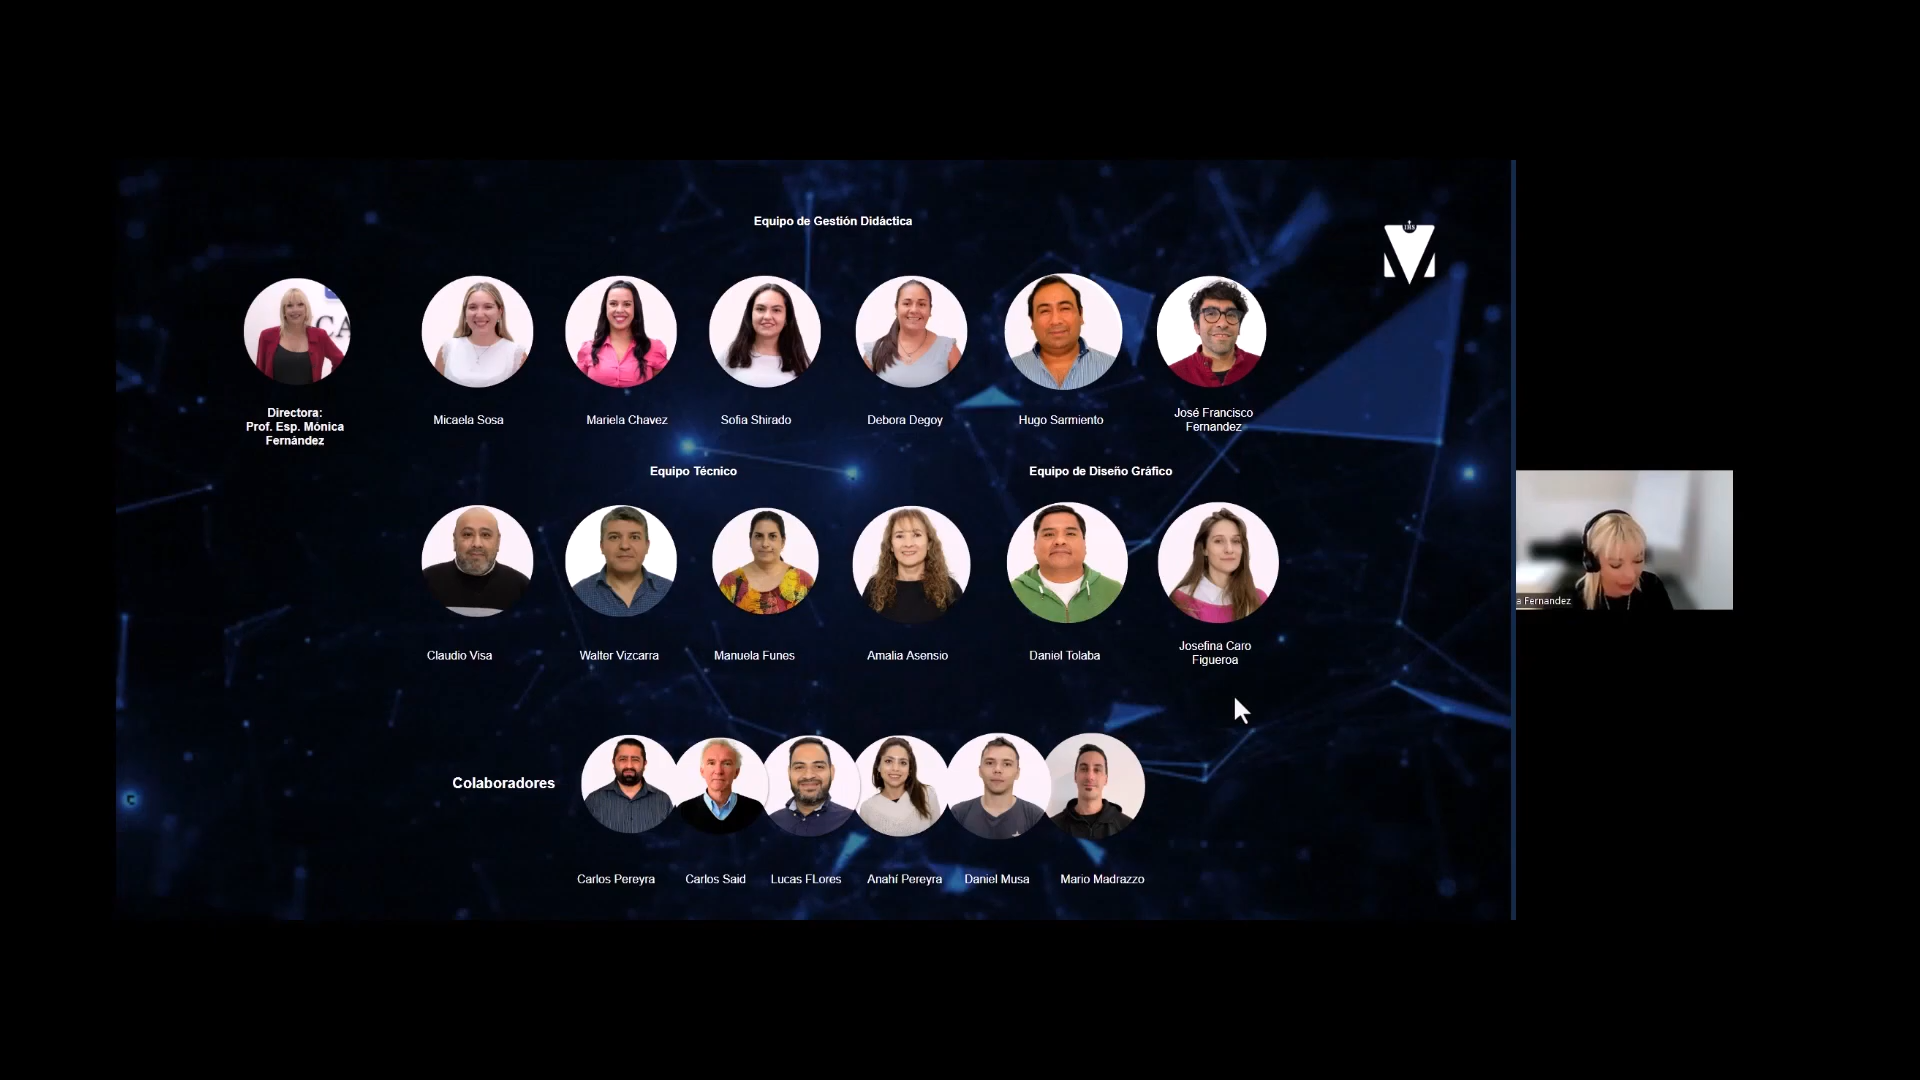 Equipo de Gestión Didáctica
IHS
CA
Directora:
Prof. Esp. Mónica
Fernández
Micaela Sosa
Mariela Chavez
Sofia Shirado
Debora Degoy
Hugo Sarmiento
José Francisco
Fernandez
Equipo Técnico
Equipo de Diseño Gráfico
Claudio Visa
Walter Vizcarra
Manuela Funes
Amalia Asensio
Daniel Tolaba
Josefina Caro
Figueroa
a Fernandez
Colaboradores
Carlos Pereyra
Carlos Said
Lucas FLores
Anahí Pereyra
Daniel Musa
Mario Madrazzo